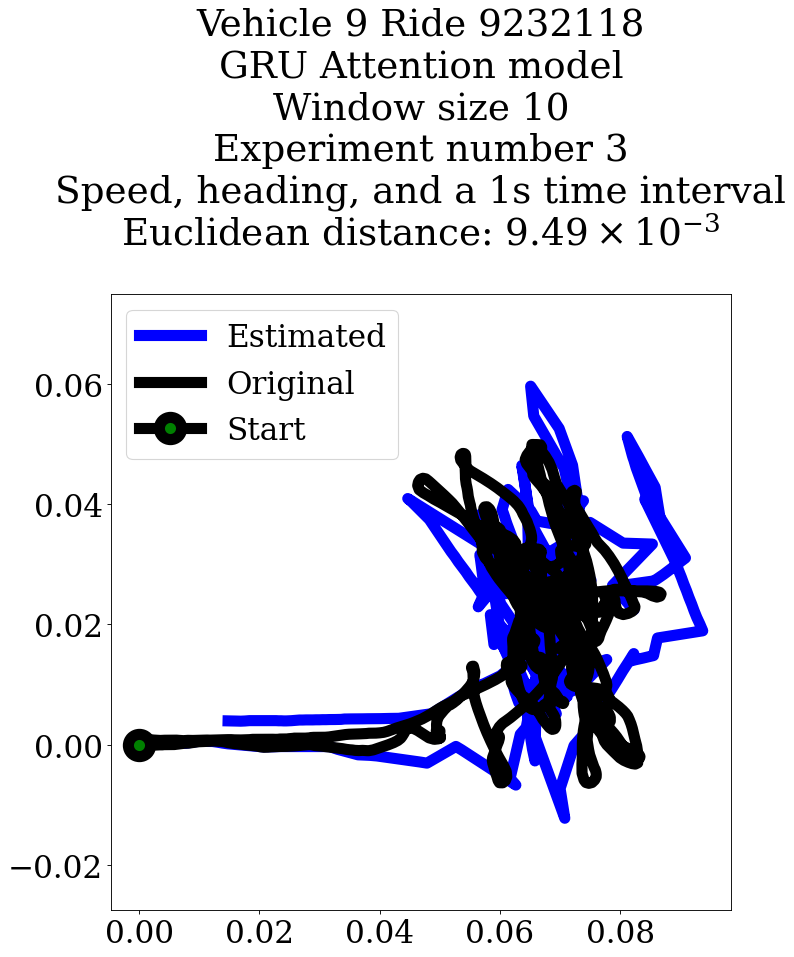 Vehicle 9 Ride 9232118
GRU Attention model
Window size 10
Experiment number 3
Speed, heading, and a 1s time interval
Euclidean distance: 9.49 × 10⁻³
Estimated
Original
Start
0.06
0.04
0.02
0.00
−0.02
0.00 0.02 0.04 0.06 0.08